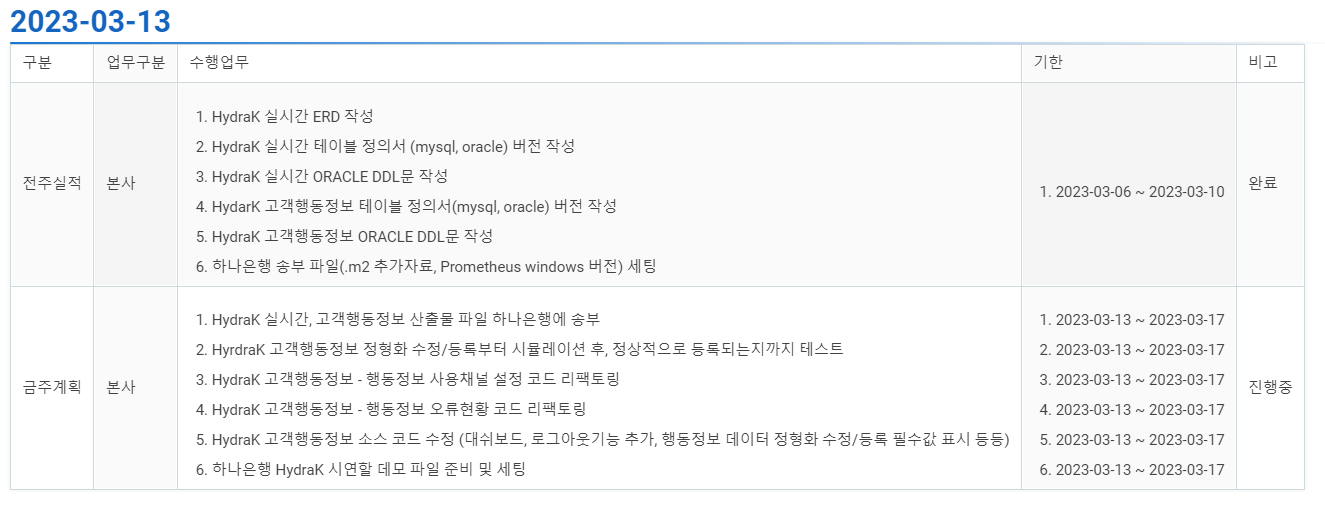 2023-03-13
구분 업무구분 수행업무 기한 비고
전주실적 본사
1. HydraK 실시간 ERD 작성
2. HydraK 실시간 테이블 정의서 (mysql, oracle) 버전 작성
3. HydraK 실시간 ORACLE DDL문 작성
4. HydarK 고객행동정보 테이블 정의서(mysql, oracle) 버전 작성
5. HydraK 고객행동정보 ORACLE DDL문 작성
6. 하나은행 송부 파일(.m2 추가자료, Prometheus windows 버전) 세팅
1. 2023-03-06 ~ 2023-03-10
완료
금주계획 본사
1. HydraK 실시간, 고객행동정보 산출물 파일 하나은행에 송부
2. HyrdraK 고객행동정보 정형화 수정/등록부터 시뮬레이션 후, 정상적으로 등록되는지까지 테스트
3. HydraK 고객행동정보 - 행동정보 사용채널 설정 코드 리팩토링
4. HydraK 고객행동정보 - 행동정보 오류현황 코드 리팩토링
5. HydraK 고객행동정보 소스 코드 수정 (대쉬보드, 로그아웃기능 추가, 행동정보 데이터 정형화 수정/등록 필수값 표시 등등)
6. 하나은행 HydraK 시연할 데모 파일 준비 및 세팅
1. 2023-03-13 ~ 2023-03-17
2. 2023-03-13 ~ 2023-03-17
3. 2023-03-13 ~ 2023-03-17
4. 2023-03-13 ~ 2023-03-17
5. 2023-03-13 ~ 2023-03-17
6. 2023-03-13 ~ 2023-03-17
진행중